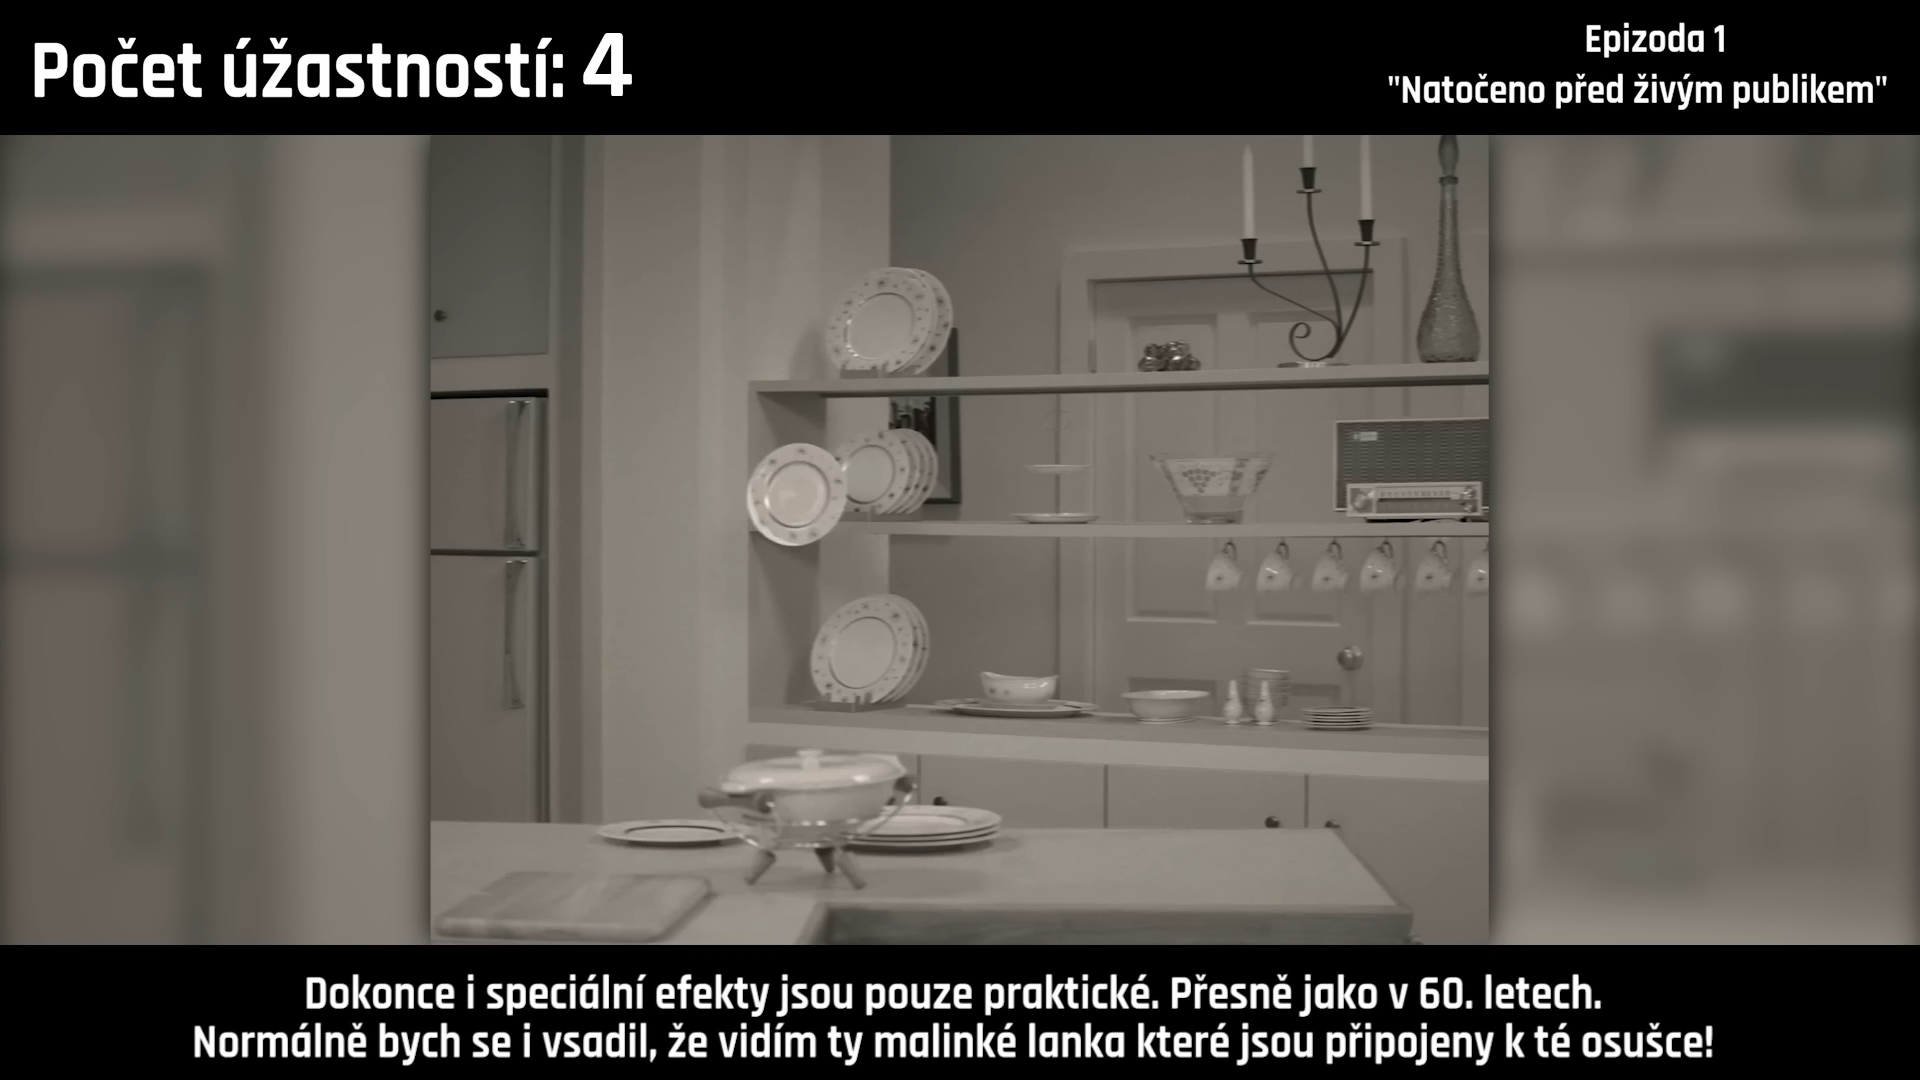 Počet úžastností: 4
Epizoda 1
"Natočeno před živým publikem"
Dokonce i speciální efekty jsou pouze praktické. Přesně jako v 60. letech.
Normálně bych se i vsadil, že vidím ty malinké lanka které jsou připojeny k té osušce!